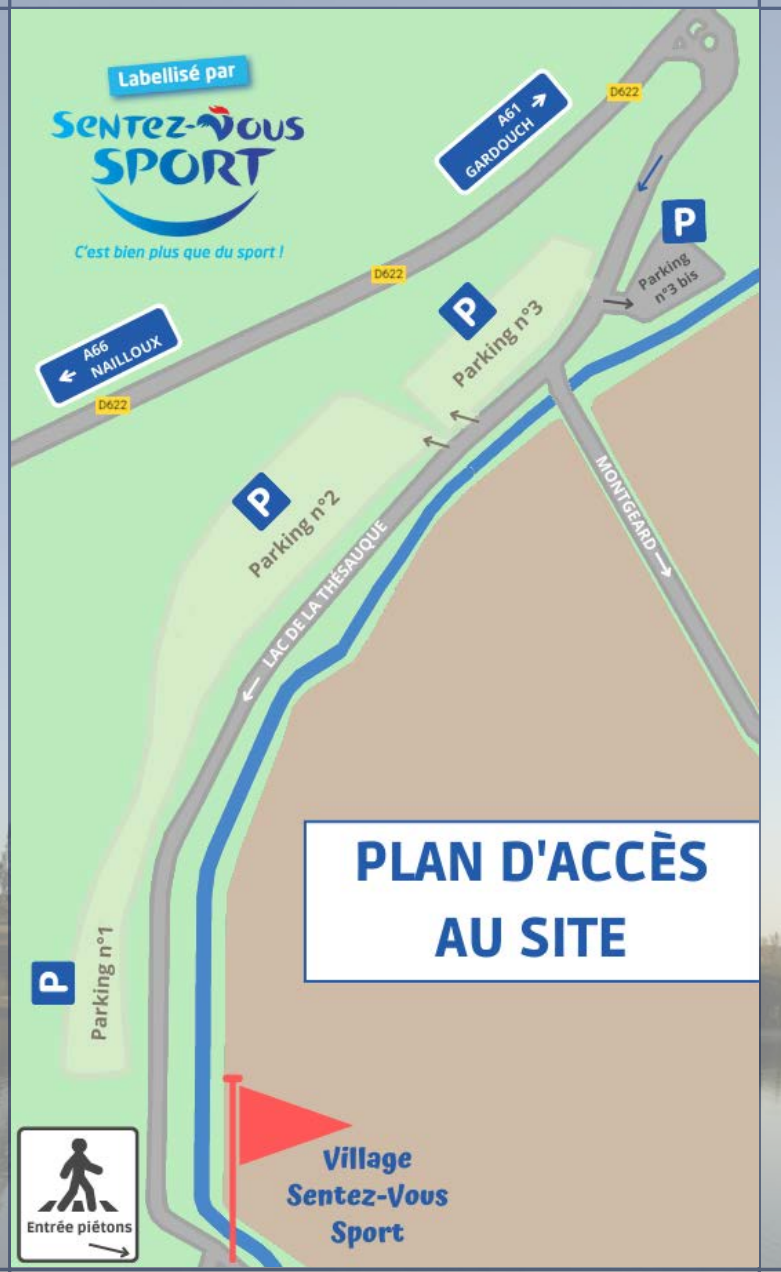 Labellisé par
SENTEZ-VOUS
SPORT
C'est bien plus que du sport !
A61
GARDOUCH
D622
P
Parking
n°3 bis
D622
P
Parking n°3
A66
NAILLOUX
D622
P
Parking n°2
MONTGEARD
LAC DE LA THÉSAUQUE
PLAN D'ACCÈS
AU SITE
P
Parking n°1
Entrée piétons
Village
Sentez-Vous
Sport